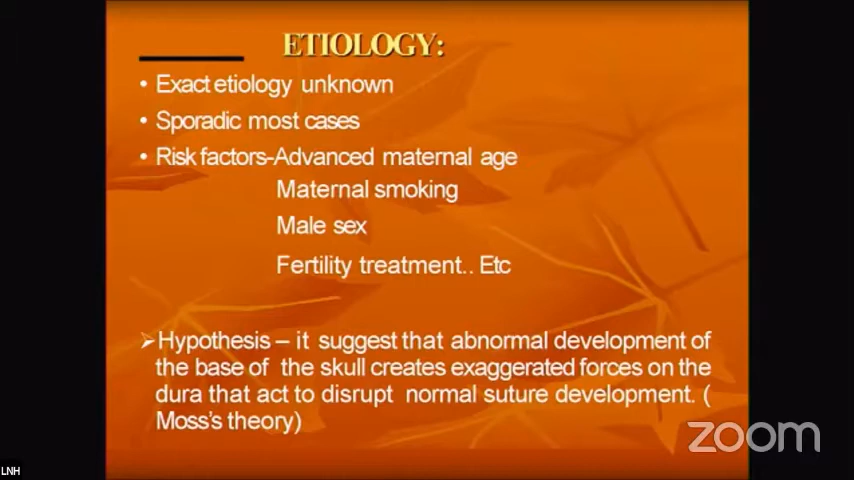 ETIOLOGY:
• Exact etiology unknown
• Sporadic most cases
• Risk factors-Advanced maternal age
Maternal smoking
Male sex
Fertility treatment.. Etc
➢Hypothesis – it suggest that abnormal development of
the base of the skull creates exaggerated forces on the
dura that act to disrupt normal suture development. (
Moss's theory)
zoom
LNH